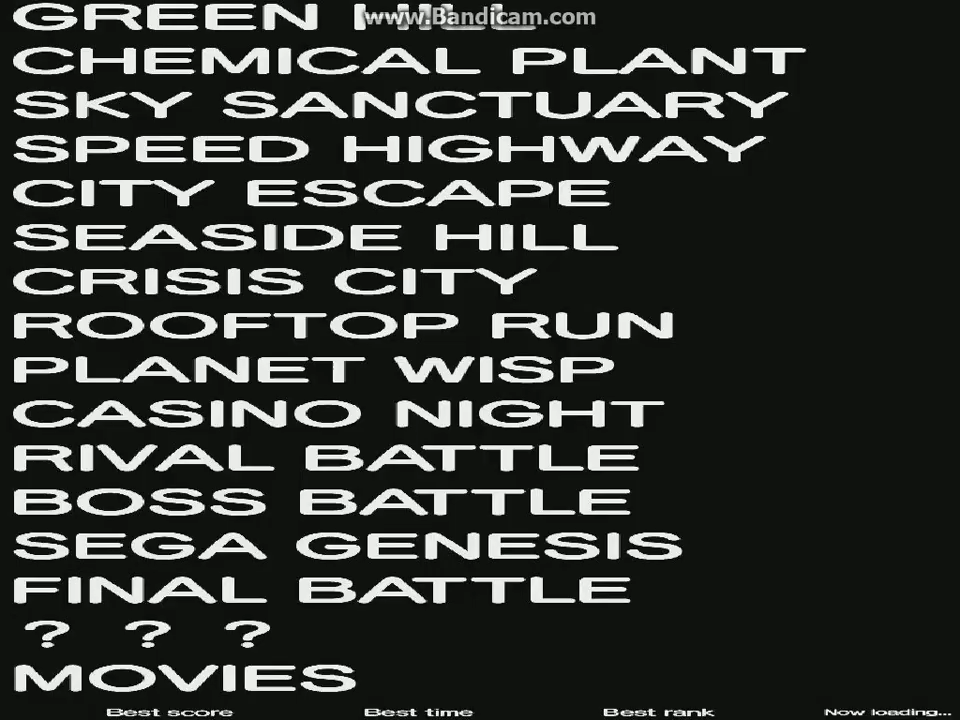 www.Bandicam.com
GREEN HILL
CHEMICAL PLANT
SKY SANCTUARY
SPEED HIGHWAY
CITY ESCAPE
SEASIDE HILL
CRISIS CITY
ROOFTOP RUN
PLANET WISP
CASINO NIGHT
RIVAL BATTLE
BOSS BATTLE
SEGA GENESIS
FINAL BATTLE
? ? ?
MOVIES
Best score Best time Best rank Now loading...